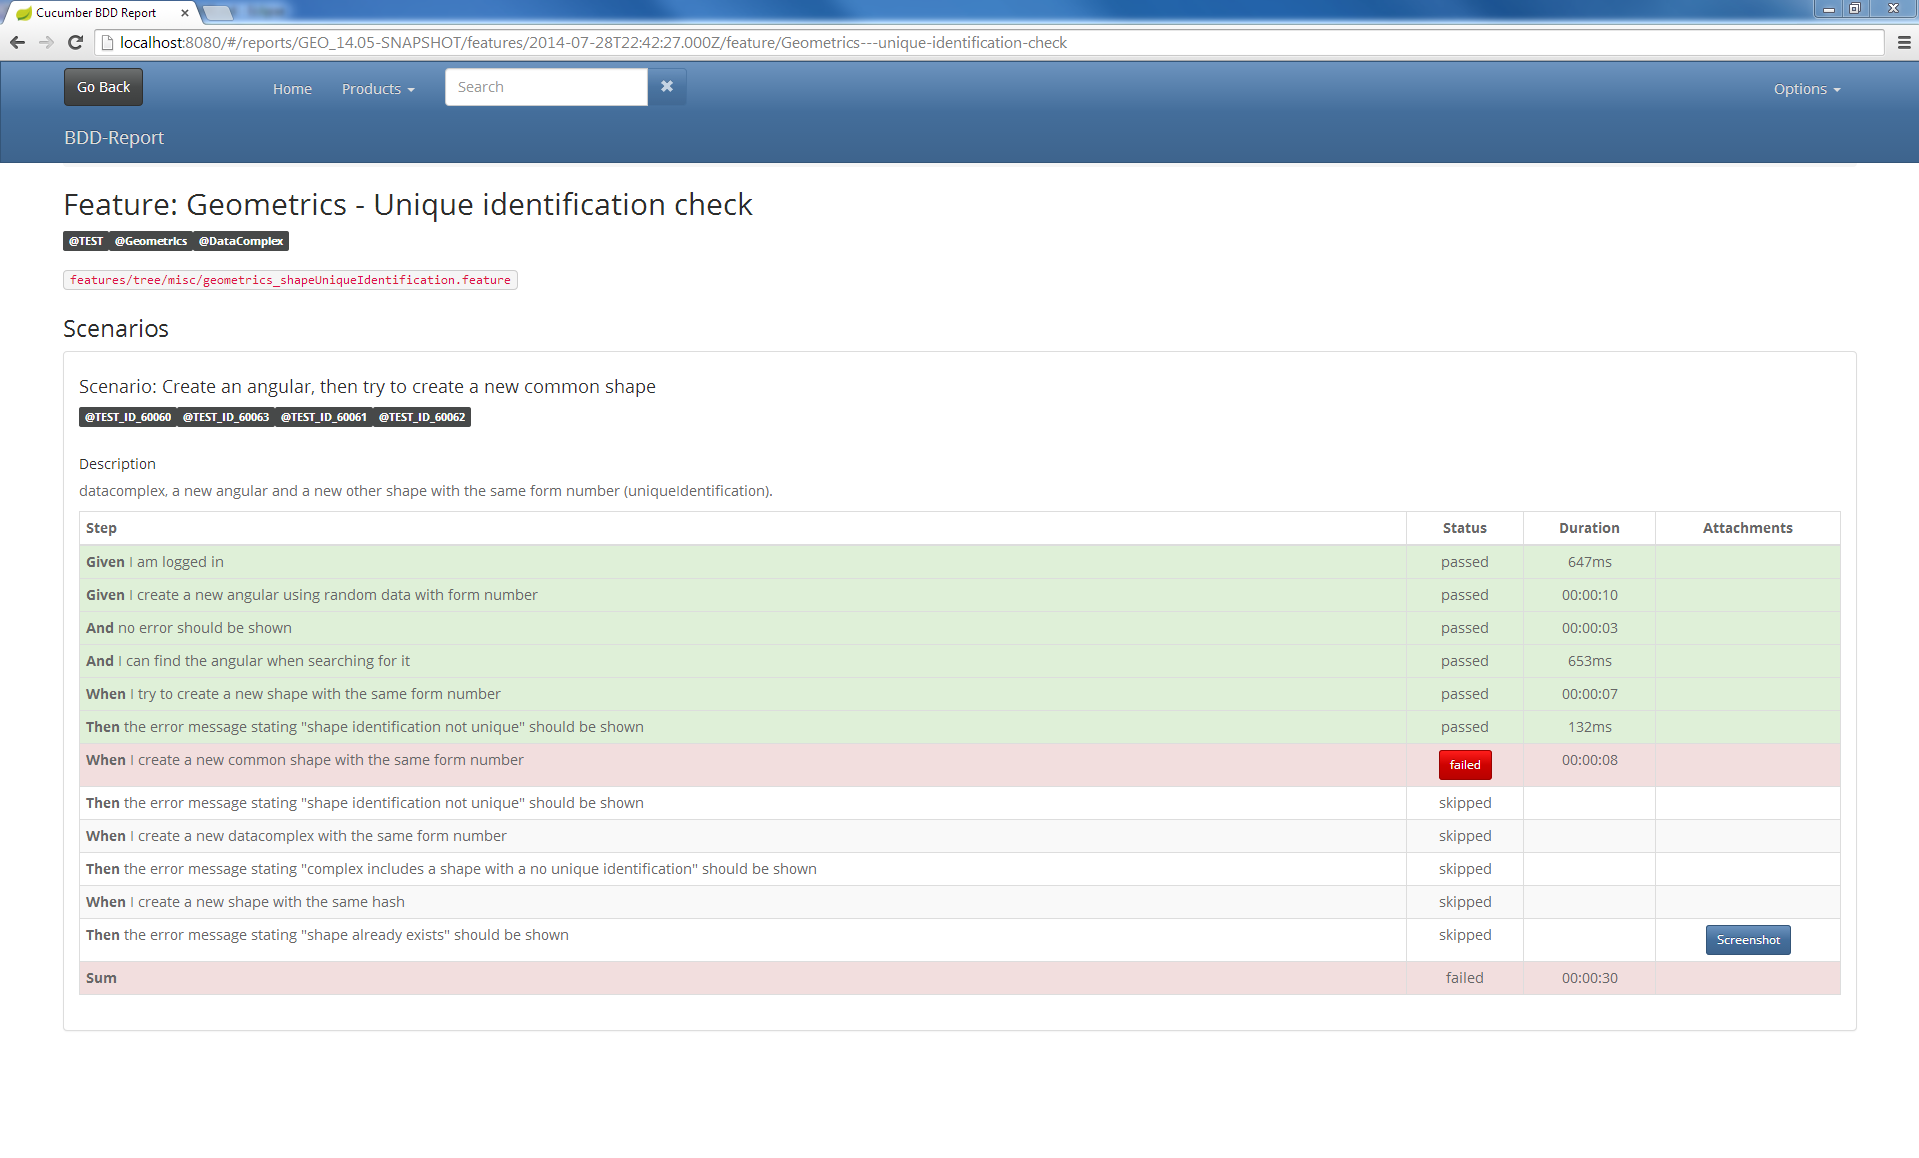 Cucumber BDD Report
localhost:8080/#/reports/GEO_14.05-SNAPSHOT/features/2014-07-28T22:42:27.000Z/feature/Geometrics---unique-identification-check
Go Back Home Products Search Options
BDD-Report
Feature: Geometrics - Unique identification check
@TEST @Geometrics @DataComplex
features/tree/misc/geometrics_shapeUniqueIdentification.feature
Scenarios
Scenario: Create an angular, then try to create a new common shape
@TEST_ID_60060 @TEST_ID_60063 @TEST_ID_60061 @TEST_ID_60062
Description
datacomplex, a new angular and a new other shape with the same form number (uniqueIdentification).
Step Status Duration Attachments
Given I am logged in passed 647ms
Given I create a new angular using random data with form number passed 00:00:10
And no error should be shown passed 00:00:03
And I can find the angular when searching for it passed 653ms
When I try to create a new shape with the same form number passed 00:00:07
Then the error message stating "shape identification not unique" should be shown passed 132ms
When I create a new common shape with the same form number failed 00:00:08
Then the error message stating "shape identification not unique" should be shown skipped
When I create a new datacomplex with the same form number skipped
Then the error message stating "complex includes a shape with a no unique identification" should be shown skipped
When I create a new shape with the same hash skipped
Then the error message stating "shape already exists" should be shown skipped Screenshot
Sum failed 00:00:30